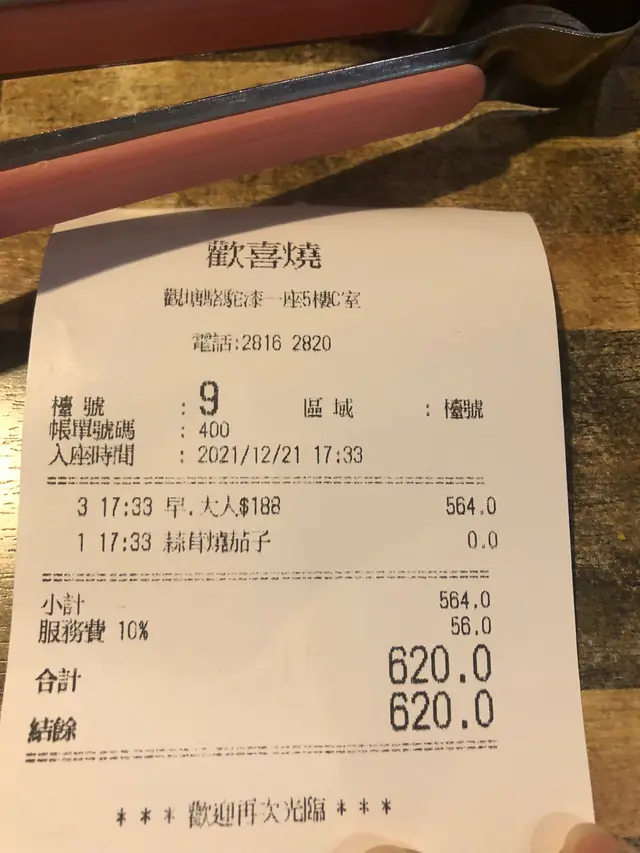 歡喜燒
觀塘駱駝漆一座5樓C室
電話:2816 2820
檯號 : 9 區域 : 檯號
帳單號碼 : 400
入座時間 : 2021/12/21 17:33
3 17:33 早.大人$188 564.0
1 17:33 蒜茸燒茄子 0.0
小計 564.0
服務費 10% 56.0
合計 620.0
結餘 620.0
* * * 歡迎再次光臨 * * *